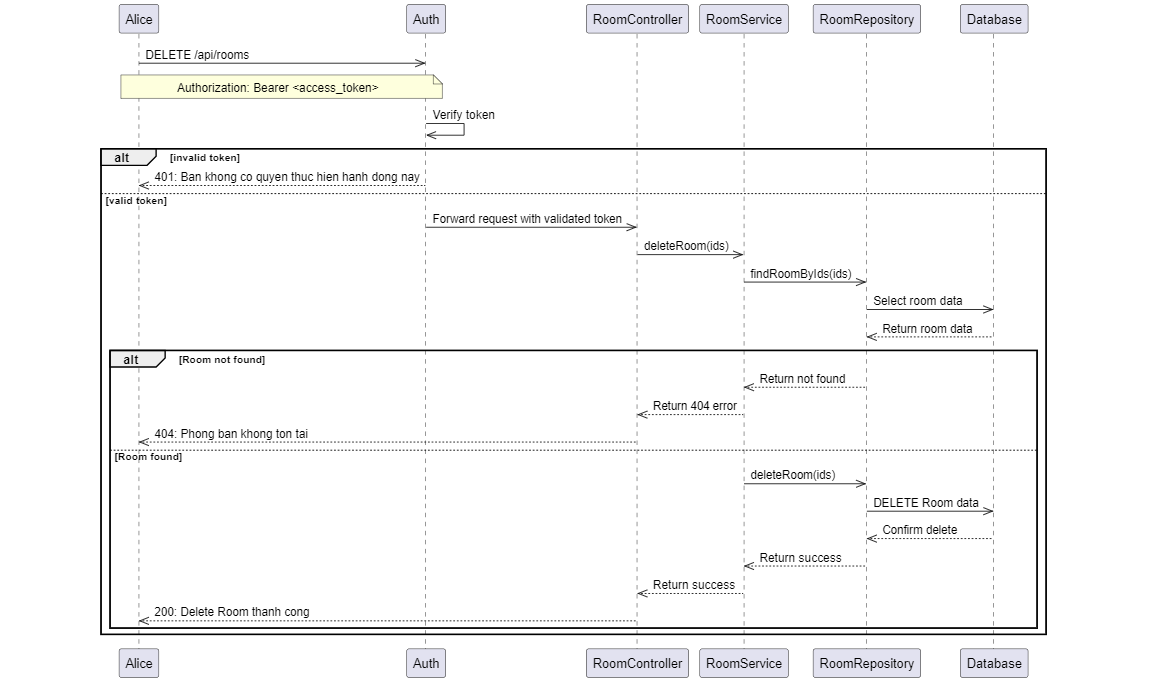 Alice Auth RoomController RoomService RoomRepository Database
DELETE /api/rooms
Authorization: Bearer <access_token>
Verify token
alt [invalid token]
401: Ban khong co quyen thuc hien hanh dong nay
[valid token]
Forward request with validated token
deleteRoom(ids)
findRoomByIds(ids)
Select room data
Return room data
alt [Room not found]
Return not found
Return 404 error
404: Phong ban khong ton tai
[Room found]
deleteRoom(ids)
DELETE Room data
Confirm delete
Return success
Return success
200: Delete Room thanh cong
Alice Auth RoomController RoomService RoomRepository Database